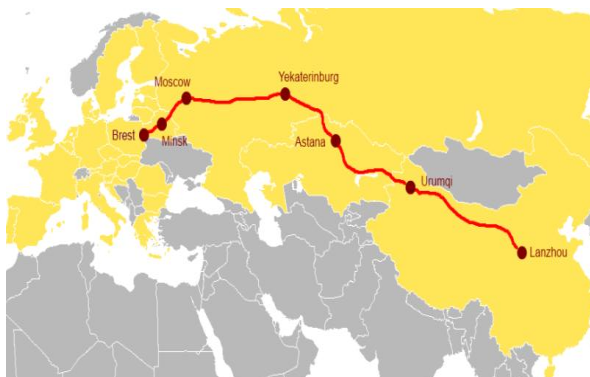 Moscow
Yekaterinburg
Brest
Minsk
Astana
Urumqi
Lanzhou